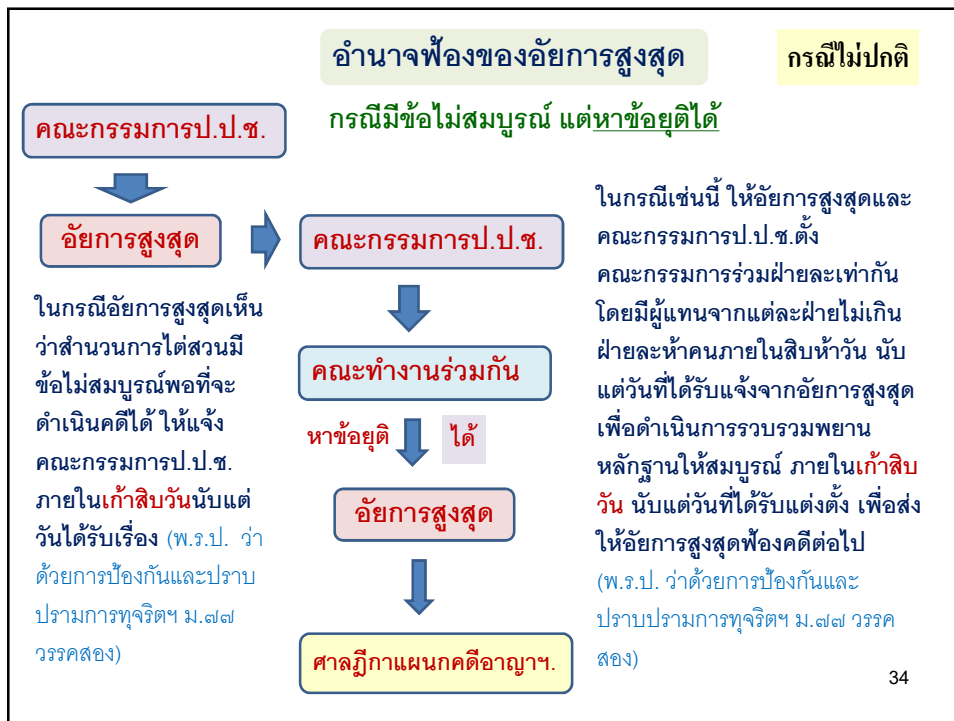 อำนาจฟ้องของอัยการสูงสุด
กรณีไม่ปกติ
กรณีมีข้อไม่สมบูรณ์ แต่หาข้อยุติได้
คณะกรรมการป.ป.ช.
อัยการสูงสุด
คณะกรรมการป.ป.ช.
ในกรณีอัยการสูงสุดเห็น
ว่าสำนวนการไต่สวนมี
ข้อไม่สมบูรณ์พอที่จะ
ดำเนินคดีได้ ให้แจ้ง
คณะกรรมการป.ป.ช.
ภายในเก้าสิบวันนับแต่
วันได้รับเรื่อง (พ.ร.ป. ว่า
ด้วยการป้องกันและปราบ
ปรามการทุจริตฯ ม.๗๗
วรรคสอง)
คณะทำงานร่วมกัน
หาข้อยุติ ได้
อัยการสูงสุด
ศาลฎีกาแผนกคดีอาญาฯ.
ในกรณีเช่นนี้ ให้อัยการสูงสุดและ
คณะกรรมการป.ป.ช.ตั้ง
คณะกรรมการร่วมฝ่ายละเท่ากัน
โดยมีผู้แทนจากแต่ละฝ่ายไม่เกิน
ฝ่ายละห้าคนภายในสิบห้าวัน นับ
แต่วันที่ได้รับแจ้งจากอัยการสูงสุด
เพื่อดำเนินการรวบรวมพยาน
หลักฐานให้สมบูรณ์ ภายในเก้าสิบ
วัน นับแต่วันที่ได้รับแต่งตั้ง เพื่อส่ง
ให้อัยการสูงสุดฟ้องคดีต่อไป
(พ.ร.ป. ว่าด้วยการป้องกันและ
ปราบปรามการทุจริตฯ ม.๗๗ วรรค
สอง)
34